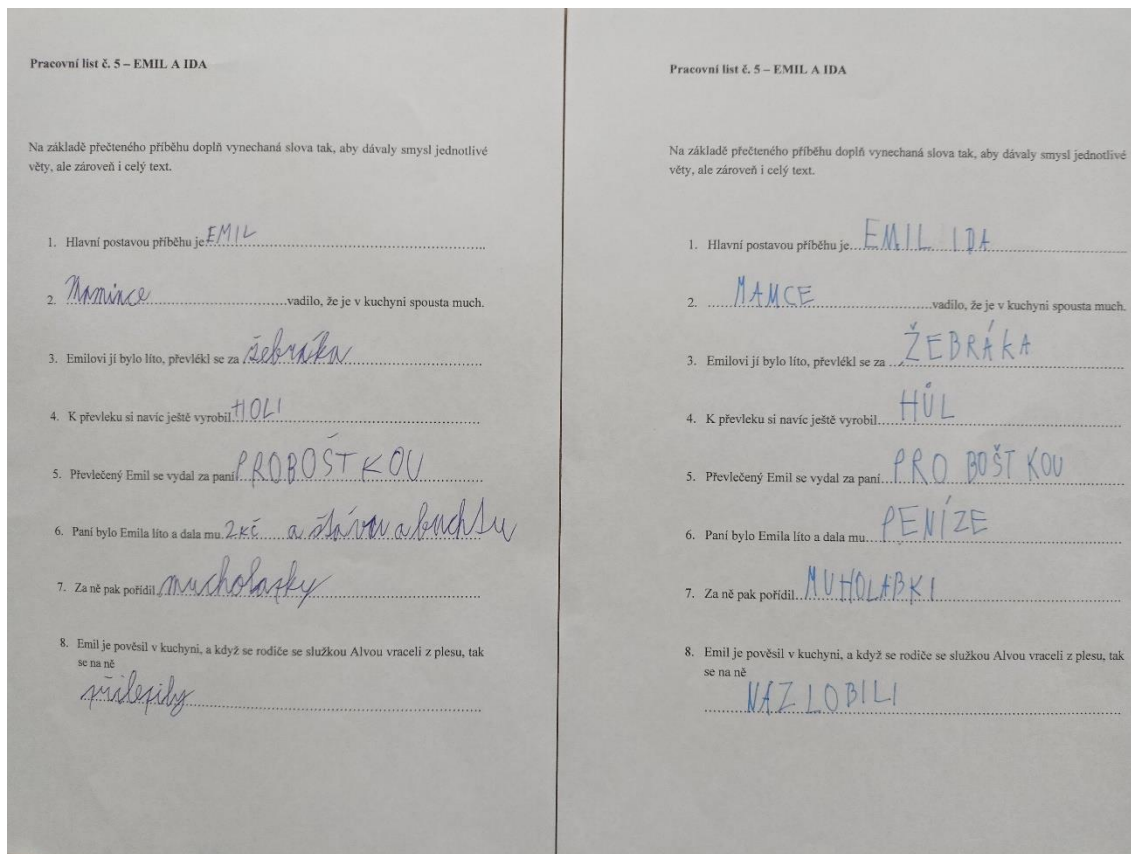 Pracovní list č. 5 – EMIL A IDA
Na základě přečteného příběhu doplň vynechaná slova tak, aby dávaly smysl jednotlivé
věty, ale zároveň i celý text.
1. Hlavní postavou příběhu je EMIL
2. Mamince vadilo, že je v kuchyni spousta much.
3. Emilovi jí bylo líto, převlékl se za žebráka
4. K převleku si navíc ještě vyrobil HOLI
5. Převlečený Emil se vydal za paní PROBOŠTKOU
6. Paní bylo Emila líto a dala mu 2 kč a šťávou a buchtu
7. Za ně pak pořídil mucholapky
8. Emil je pověsil v kuchyni, a když se rodiče se služkou Alvou vraceli z plesu, tak
se na ně
přilepily
Pracovní list č. 5 – EMIL A IDA
Na základě přečteného příběhu doplň vynechaná slova tak, aby dávaly smysl jednotlivé
věty, ale zároveň i celý text.
1. Hlavní postavou příběhu je EMIL IDA
2. MAMCE vadilo, že je v kuchyni spousta much.
3. Emilovi jí bylo líto, převlékl se za ŽEBRÁKA
4. K převleku si navíc ještě vyrobil HŮL
5. Převlečený Emil se vydal za paní PRO BOŠT KOU
6. Paní bylo Emila líto a dala mu PENÍZE
7. Za ně pak pořídil MUHOLABKI
8. Emil je pověsil v kuchyni, a když se rodiče se služkou Alvou vraceli z plesu, tak
se na ně
NAZLOBILI